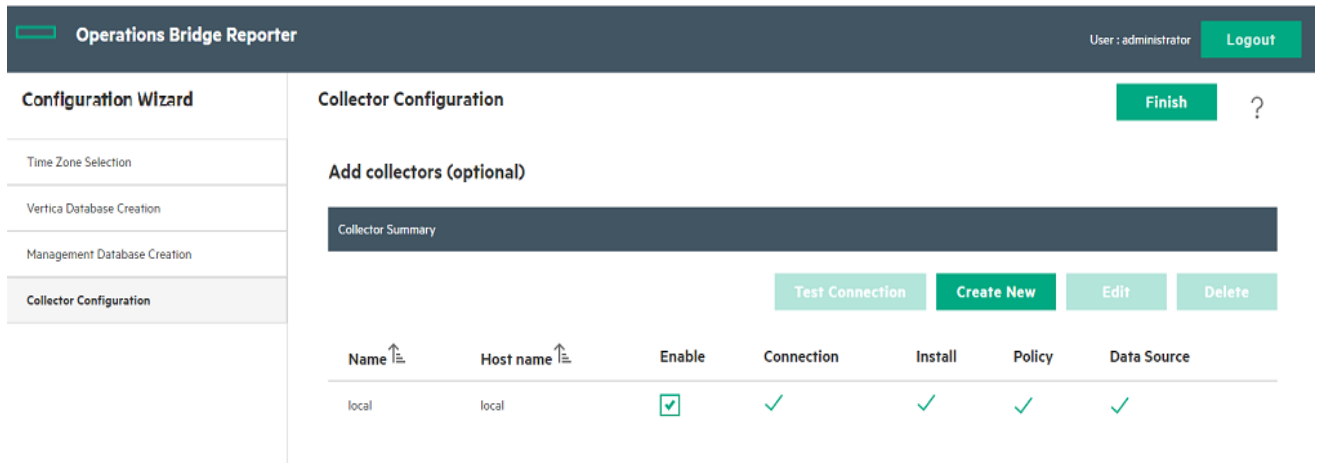 Operations Bridge Reporter
User : administrator
Logout
Configuration Wizard
Collector Configuration
Finish
?
Time Zone Selection
Add collectors (optional)
Vertica Database Creation
Collector Summary
Management Database Creation
Collector Configuration
Test Connection
Create New
Edit
Delete
Name Host name Enable Connection Install Policy Data Source
local local